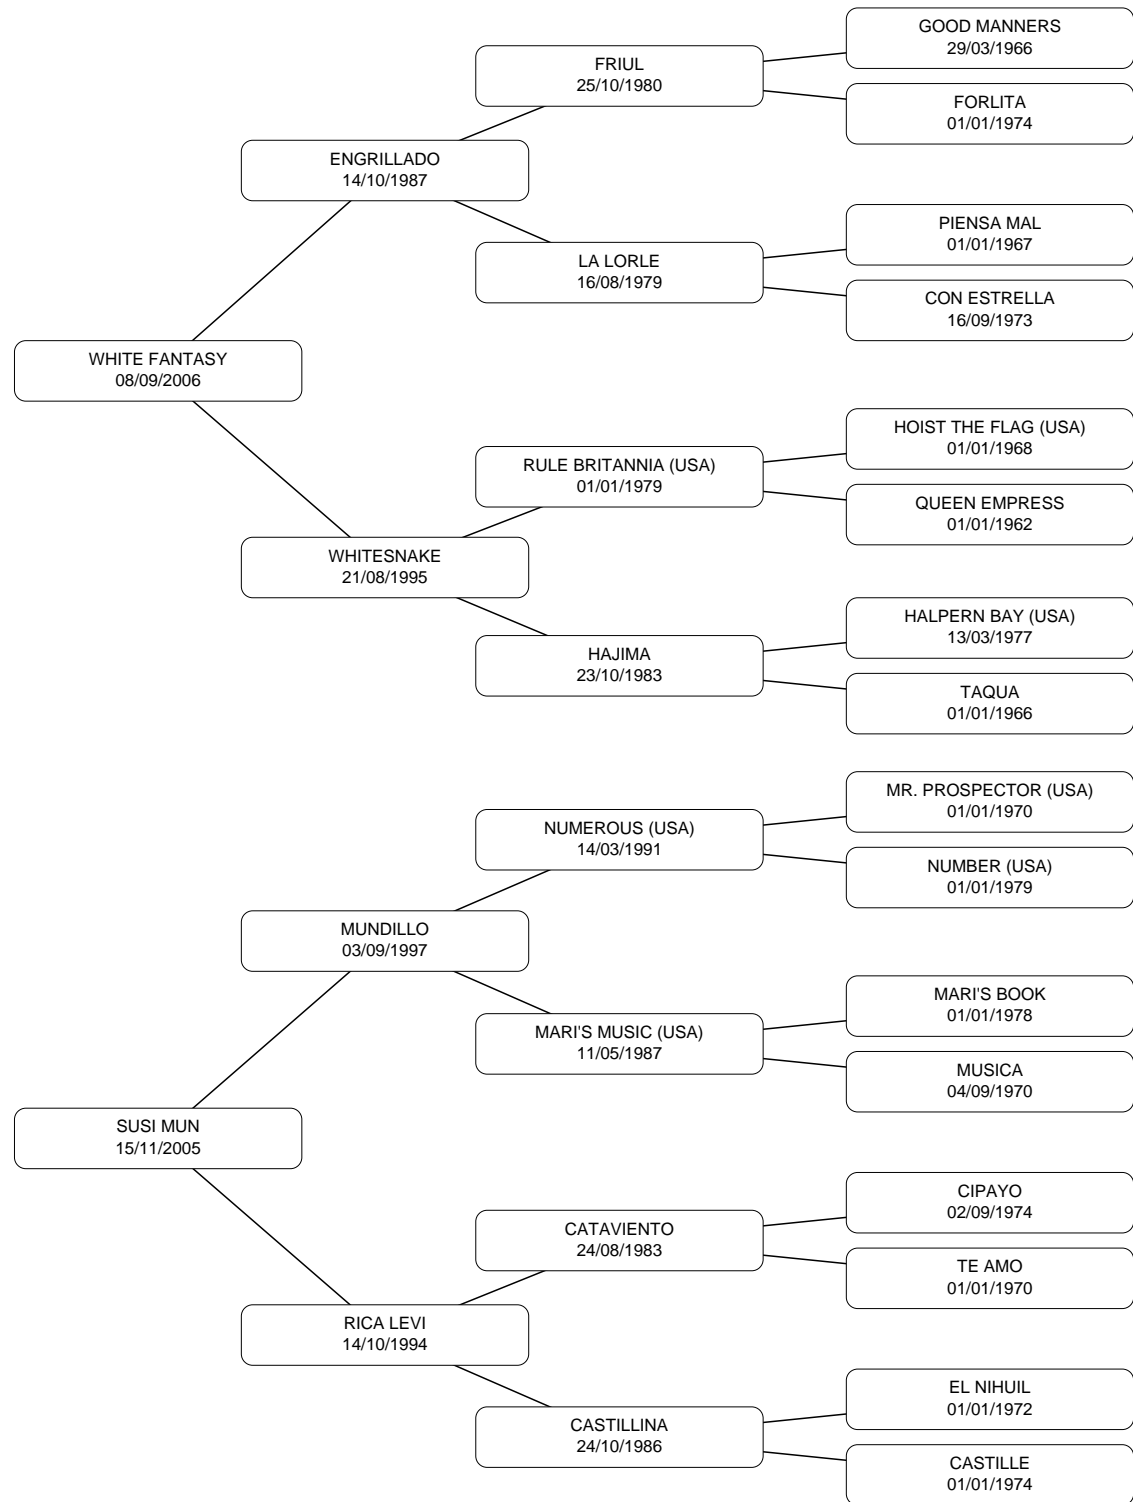 GOOD MANNERS
29/03/1966
FRIUL
25/10/1980
FORLITA
01/01/1974
ENGRILLADO
14/10/1987
PIENSA MAL
01/01/1967
LA LORLE
16/08/1979
CON ESTRELLA
16/09/1973
WHITE FANTASY
08/09/2006
HOIST THE FLAG (USA)
01/01/1968
RULE BRITANNIA (USA)
01/01/1979
QUEEN EMPRESS
01/01/1962
WHITESNAKE
21/08/1995
HALPERN BAY (USA)
13/03/1977
HAJIMA
23/10/1983
TAQUA
01/01/1966
MR. PROSPECTOR (USA)
01/01/1970
NUMEROUS (USA)
14/03/1991
NUMBER (USA)
01/01/1979
MUNDILLO
03/09/1997
MARI'S BOOK
01/01/1978
MARI'S MUSIC (USA)
11/05/1987
MUSICA
04/09/1970
SUSI MUN
15/11/2005
CIPAYO
02/09/1974
CATAVIENTO
24/08/1983
TE AMO
01/01/1970
RICA LEVI
14/10/1994
EL NIHUIL
01/01/1972
CASTILLINA
24/10/1986
CASTILLE
01/01/1974